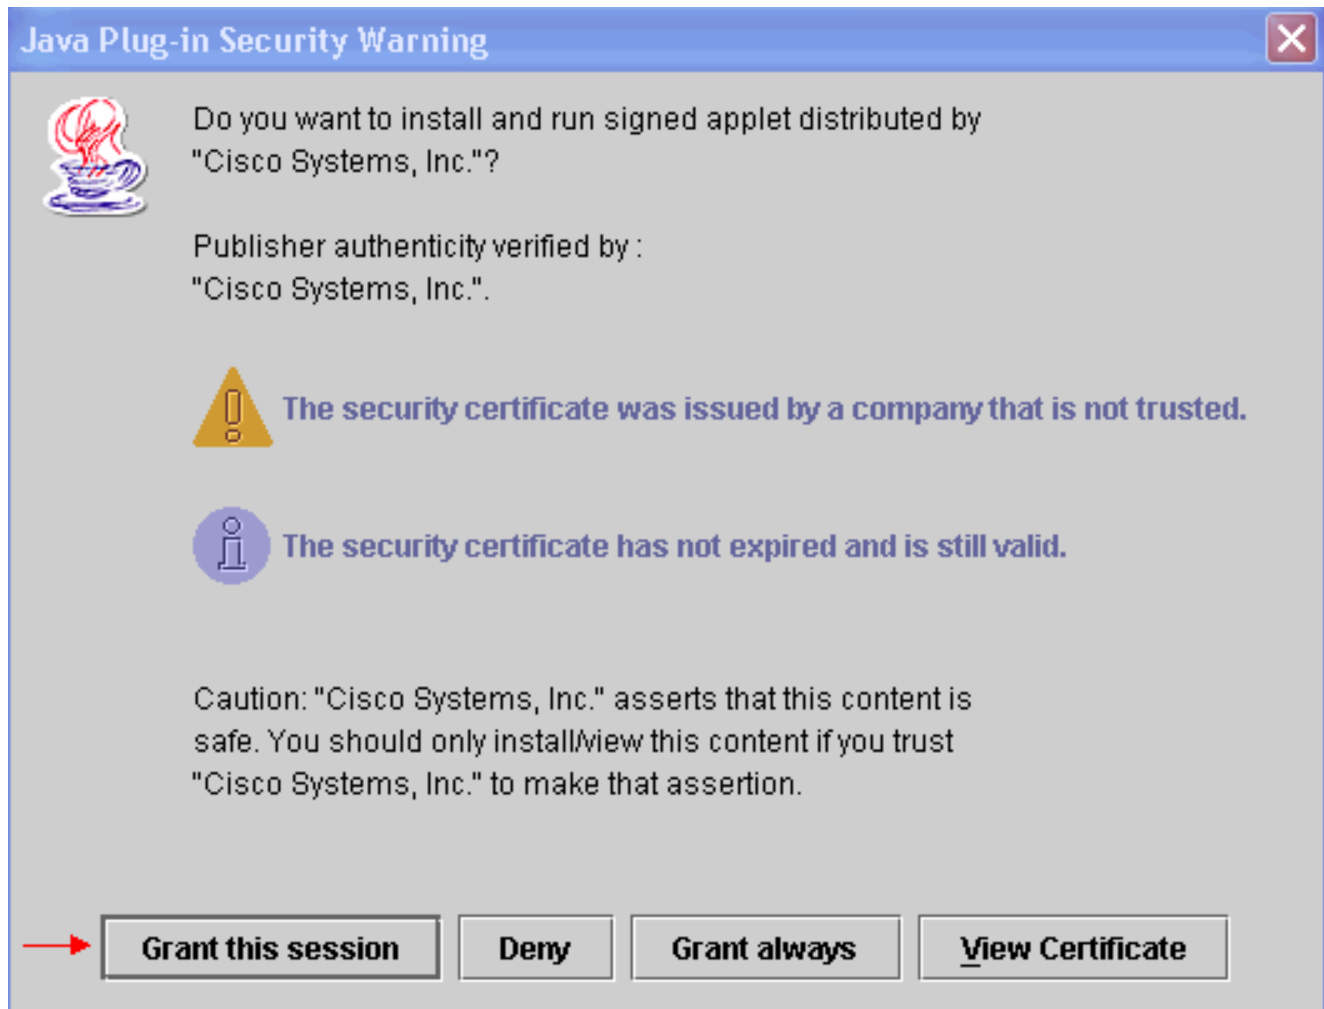 Java Plug-in Security Warning
Do you want to install and run signed applet distributed by
"Cisco Systems, Inc."?
Publisher authenticity verified by :
"Cisco Systems, Inc.".
The security certificate was issued by a company that is not trusted.
The security certificate has not expired and is still valid.
Caution: "Cisco Systems, Inc." asserts that this content is
safe. You should only install/view this content if you trust
"Cisco Systems, Inc." to make that assertion.
Grant this session Deny Grant always View Certificate